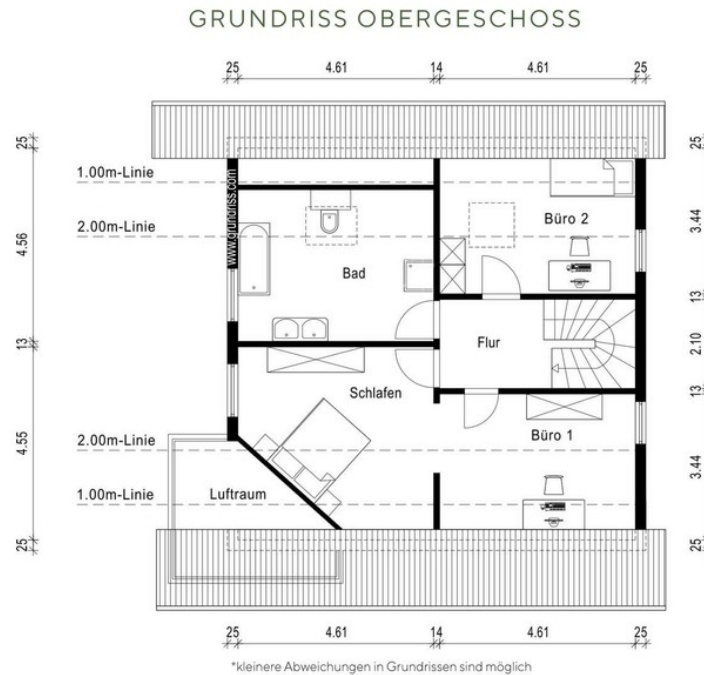 GRUNDRISS OBERGESCHOSS
25 4.61 14 4.61 25
25
4.56
13
4.55
25
25
3.44
13
2.10
13
3.44
25
1.00m-Linie
2.00m-Linie
www.grundriss.com
Büro 2
Bad
Flur
Schlafen
Büro 1
2.00m-Linie
1.00m-Linie
Luftraum
25 4.61 14 4.61 25
*kleinere Abweichungen in Grundrissen sind möglich